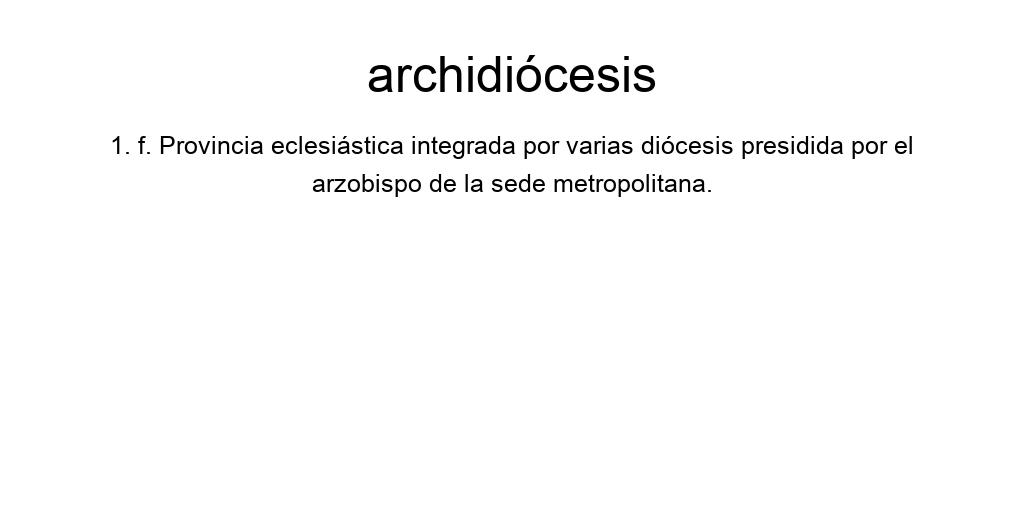 archidiócesis
1. f. Provincia eclesiástica integrada por varias diócesis presidida por el
arzobispo de la sede metropolitana.